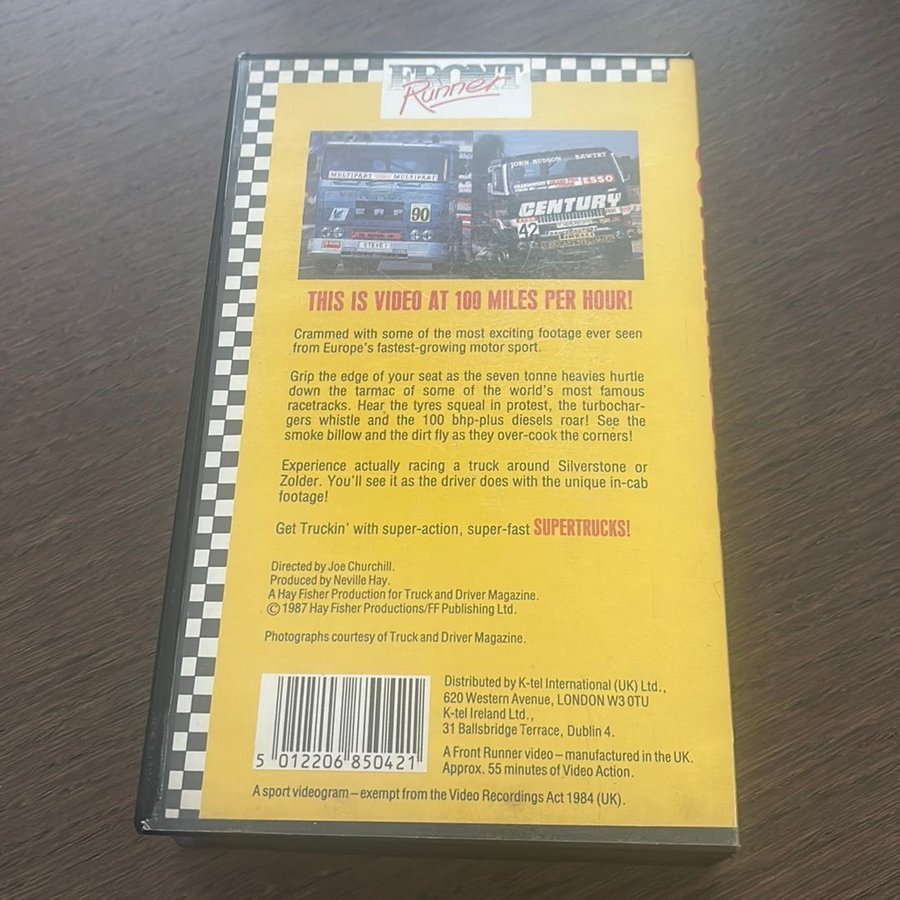 FRONT
Runner
MULTIPART MULTIPART
ERF
90
STEVE
JOHN HUDSON BAWTRY
ESSO
CENTURY
42
THIS IS VIDEO AT 100 MILES PER HOUR!
Crammed with some of the most exciting footage ever seen
from Europe's fastest-growing motor sport.
Grip the edge of your seat as the seven tonne heavies hurtle
down the tarmac of some of the world's most famous
racetracks. Hear the tyres squeal in protest, the turbochar-
gers whistle and the 100 bhp-plus diesels roar! See the
smoke billow and the dirt fly as they over-cook the corners!
Experience actually racing a truck around Silverstone or
Zolder. You'll see it as the driver does with the unique in-cab
footage!
Get Truckin' with super-action, super-fast SUPERTRUCKS!
Directed by Joe Churchill.
Produced by Neville Hay.
A Hay Fisher Production for Truck and Driver Magazine.
© 1987 Hay Fisher Productions/FF Publishing Ltd.
Photographs courtesy of Truck and Driver Magazine.
5 012206 850421
Distributed by K-tel International (UK) Ltd.,
620 Western Avenue, LONDON W3 0TU
K-tel Ireland Ltd.,
31 Ballsbridge Terrace, Dublin 4.
A Front Runner video – manufactured in the UK.
Approx. 55 minutes of Video Action.
A sport videogram – exempt from the Video Recordings Act 1984 (UK).